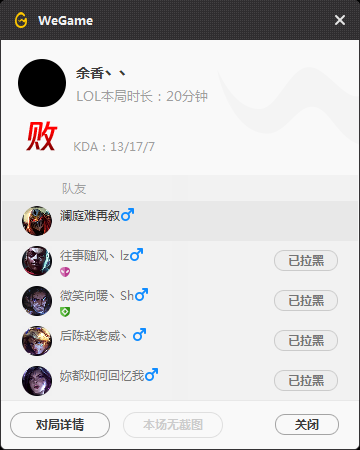 WeGame
余香丶丶
LOL本局时长：20分钟
败
KDA：13/17/7
队友
澜庭难再叙
往事随风丶lz
已拉黑
微笑向暖丶Sh
已拉黑
后陈赵老威丶
已拉黑
妳都如何回忆我
已拉黑
对局详情
本场无截图
关闭